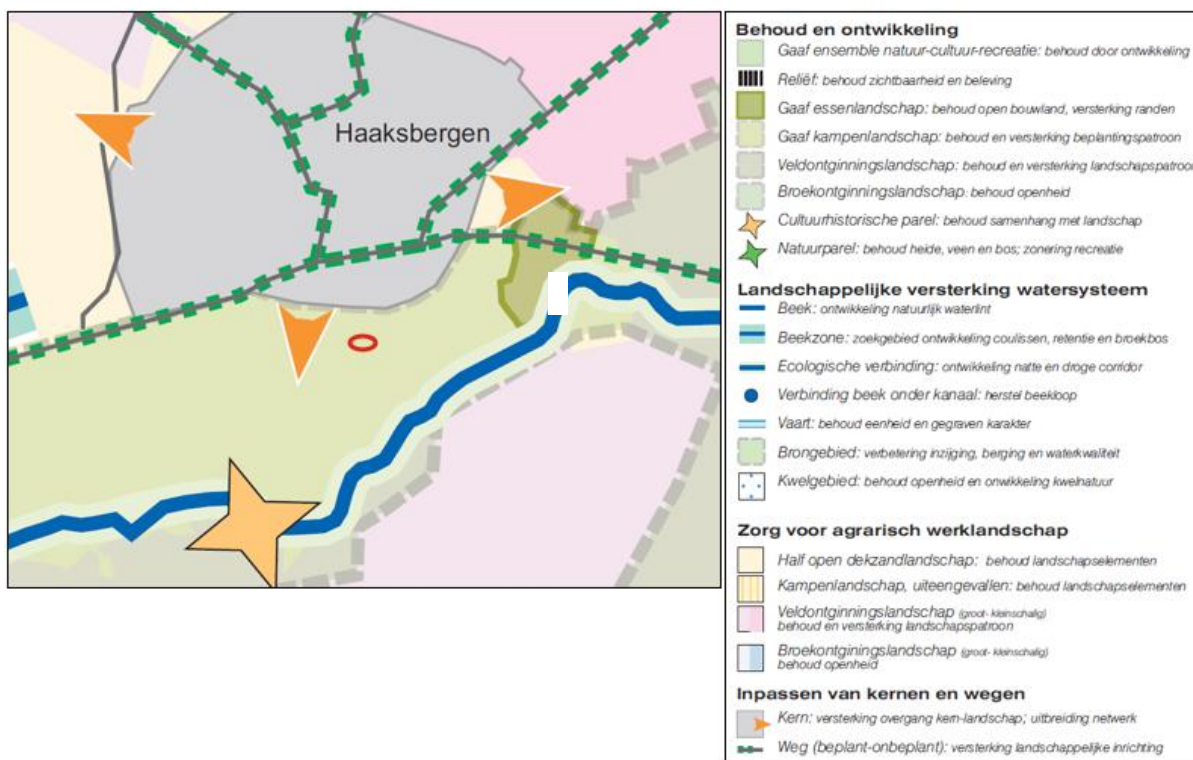 Haaksbergen
Behoud en ontwikkeling
Gaaf ensemble natuur-cultuur-recreatie: behoud door ontwikkeling
Reliëf: behoud zichtbaarheid en beleving
Gaaf essenlandschap: behoud open bouwland, versterking randen
Gaaf kampenlandschap: behoud en versterking beplantingspatroon
Veldontginningslandschap: behoud en versterking landschapspatroon
Broekontginningslandschap: behoud openheid
Cultuurhistorische parel: behoud samenhang met landschap
Natuurparel: behoud heide, veen en bos; zonering recreatie
Landschappelijke versterking watersysteem
Beek: ontwikkeling natuurlijk waterlint
Beekzone: zoekgebied ontwikkeling coulissen, retentie en broekbos
Ecologische verbinding: ontwikkeling natte en droge corridor
Verbinding beek onder kanaal: herstel beekloop
Vaart: behoud eenheid en gegraven karakter
Brongebied: verbetering inzijging, berging en waterkwaliteit
Kwelgebied: behoud openheid en onwikkeling kwelnatuur
Zorg voor agrarisch werklandschap
Half open dekzandlandschap: behoud landschapselementen
Kampenlandschap, uiteengevallen: behoud landschapselementen
Veldontginningslandschap (groot- kleinschalig)
behoud en versterking landschapspatroon
Broekontginingslandschap (groot- kleinschalig)
behoud openheid
Inpassen van kernen en wegen
Kern: versterking overgang kern-landschap; uitbreiding netwerk
Weg (beplant-onbeplant): versterking landschappelijke inrichting